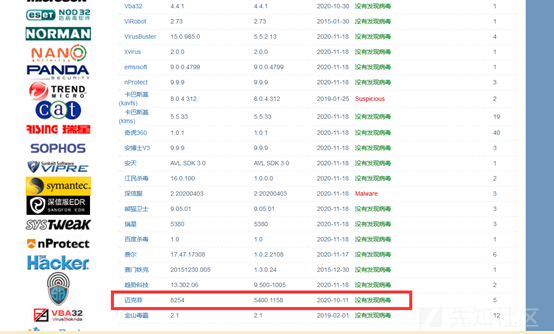 Vba32 4.4.1 4.4.1 2020-10-30 没有发现病毒 1
ViRobot 2.73 2.73 2015-01-30 没有发现病毒 1
VirusBuster 15.0.985.0 5.5.2.13 2020-11-18 没有发现病毒 4
Xvirus 2.0.0 2.0.0 2020-11-18 没有发现病毒 1
emsisoft 9.0.0.4799 9.0.0.4799 2020-11-18 没有发现病毒 1
nProtect 9.9.9 9.9.9 2020-11-18 没有发现病毒 3
卡巴斯基
(kavfs) 8.0.4.312 8.0.4.312 2019-01-25 Suspicious 2
卡巴斯基
(klms) 5.5.33 5.5.33 2020-11-18 没有发现病毒 19
奇虎360 1.0.1 1.0.1 2020-11-18 没有发现病毒 40
安博士V3 9.9.9 9.9.9 2020-11-18 没有发现病毒 3
安天 AVL SDK 3.0 AVL SDK 3.0 2020-11-18 没有发现病毒 1
江民杀毒 16.0.100 1.0.0.0 2020-11-18 没有发现病毒 2
深信服 2.20200403 2.20200403 2020-11-18 Malware 3
熊猫卫士 9.05.01 9.05.01 2020-11-18 没有发现病毒 3
瑞星 5380 5380 2020-11-18 没有发现病毒 3
百度杀毒 1.0 1.0 2020-11-18 没有发现病毒 1
费尔 17.47.17308 1.0.2.2108 2020-11-17 没有发现病毒 6
赛门铁克 20151230.005 1.3.0.24 2015-12-30 没有发现病毒 1
趋势科技 13.302.06 9.500-1005 2020-11-18 没有发现病毒 2
迈克菲 8254 5400.1158 2020-10-11 没有发现病毒 5
金山毒霸 2.1 2.1 2019-02-01 没有发现病毒 12
eset NOD 32
NORMAN
NANO
antivirus
PANDA
SECURITY
TREND
MICRO
cat
RISING 瑞星
SOPHOS
Sunbelt Software
VIPRE
symantec.
深信服EDR
SYSTWEAK
nProtect
The
Hacker
VBA32
先知社区